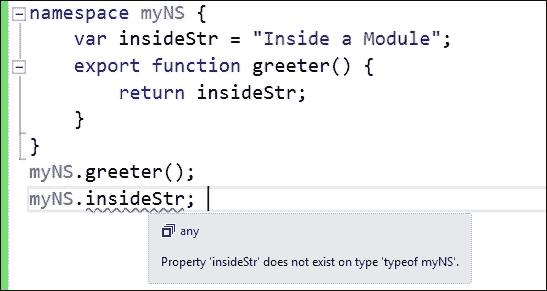 namespace myNS {
    var insideStr = "Inside a Module";
    export function greeter() {
        return insideStr;
    }
}
myNS.greeter();
myNS.insideStr;
any
Property 'insideStr' does not exist on type 'typeof myNS'.